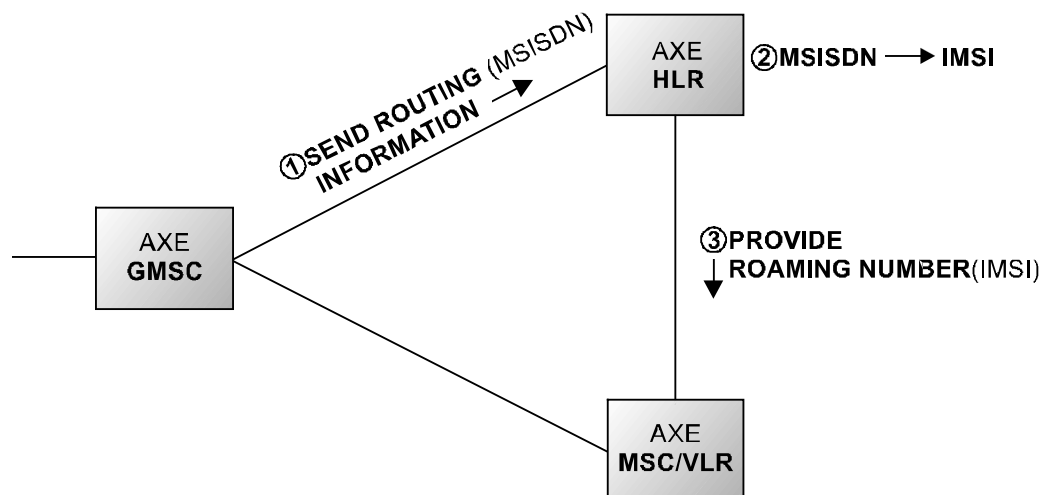 ①SEND ROUTING (MSISDN)
INFORMATION
AXE
HLR
②MSISDN → IMSI
AXE
GMSC
③PROVIDE
ROAMING NUMBER(IMSI)
AXE
MSC/VLR